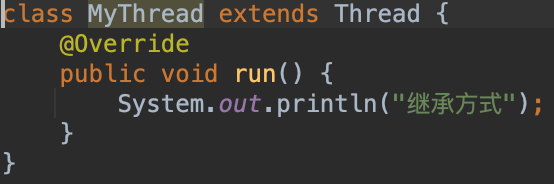 class MyThread extends Thread {
    @Override
    public void run() {
        System.out.println("继承方式");
    }
}